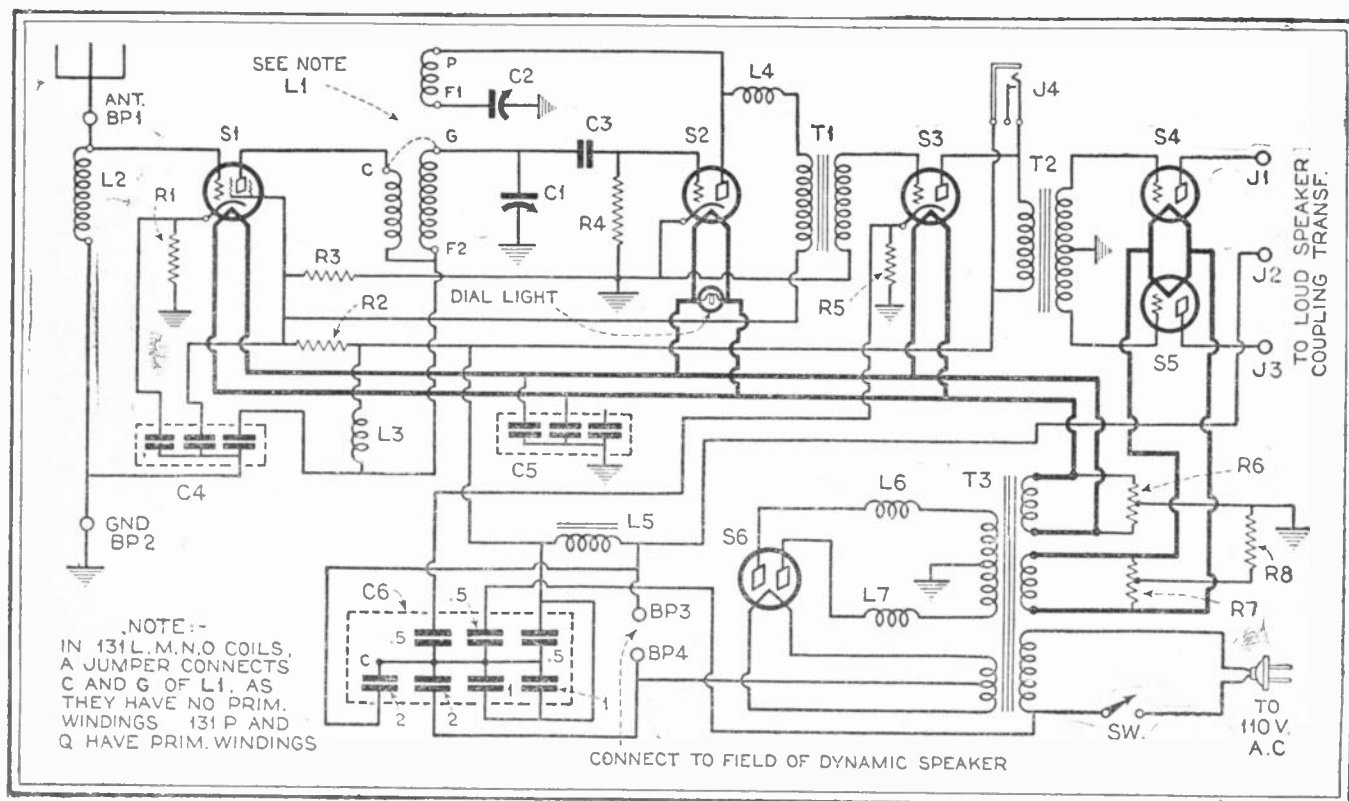 SEE NOTE
L1
ANT.
BP1
S1
L2
R1
P
F1
C2
L4
C
G
C3
S2
T1
C1
R4
F2
R3
DIAL LIGHT
R2
S3
J4
T2
S4
J1
J2
R5
S5
J3
TO LOUD SPEAKER
COUPLING TRANSF.
L3
C4
C5
GND
BP2
L5
C6
.5
.5
.5
C
1
1
2
2
BP3
BP4
S6
L6
L7
T3
R6
R8
R7
SW.
TO
110 V.
A.C
NOTE:-
IN 131 L, M, N, O COILS,
A JUMPER CONNECTS
C AND G OF L1, AS
THEY HAVE NO PRIM.
WINDINGS 131 P AND
Q HAVE PRIM. WINDINGS
CONNECT TO FIELD OF DYNAMIC SPEAKER